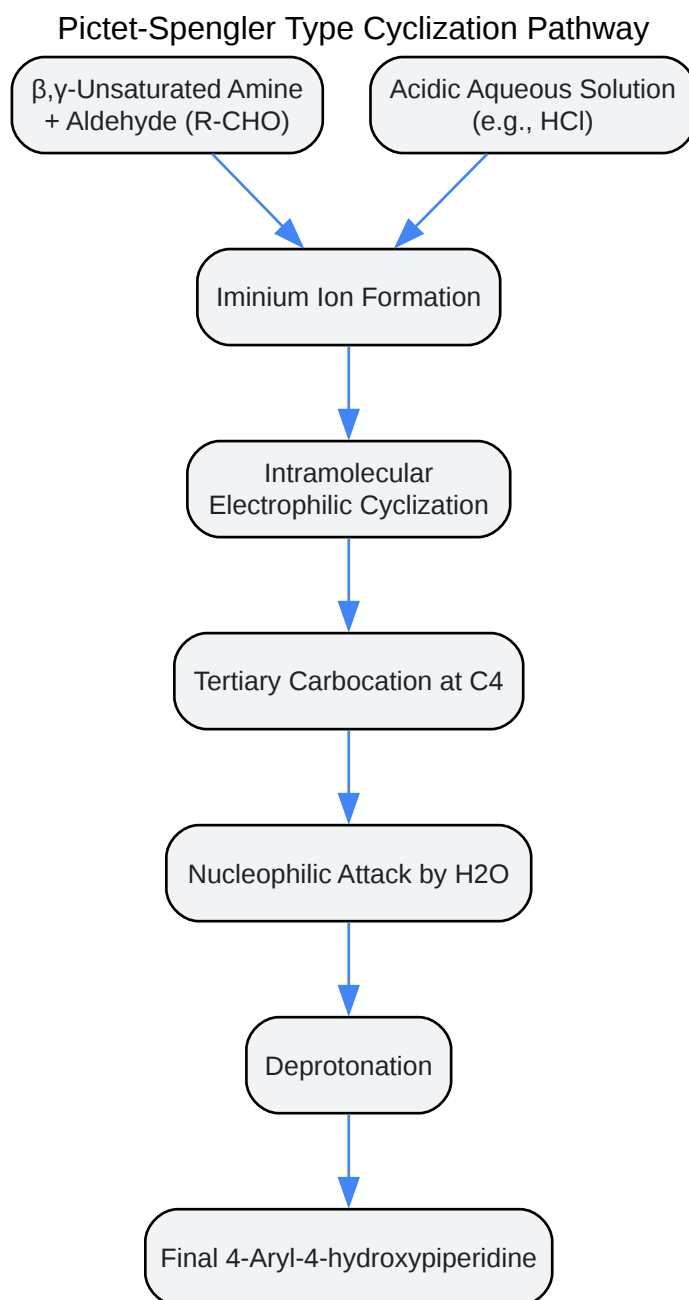 Pictet-Spengler Type Cyclization Pathway
β,γ-Unsaturated Amine
+ Aldehyde (R-CHO)
Acidic Aqueous Solution
(e.g., HCl)
Iminium Ion Formation
Intramolecular
Electrophilic Cyclization
Tertiary Carbocation at C4
Nucleophilic Attack by H2O
Deprotonation
Final 4-Aryl-4-hydroxypiperidine